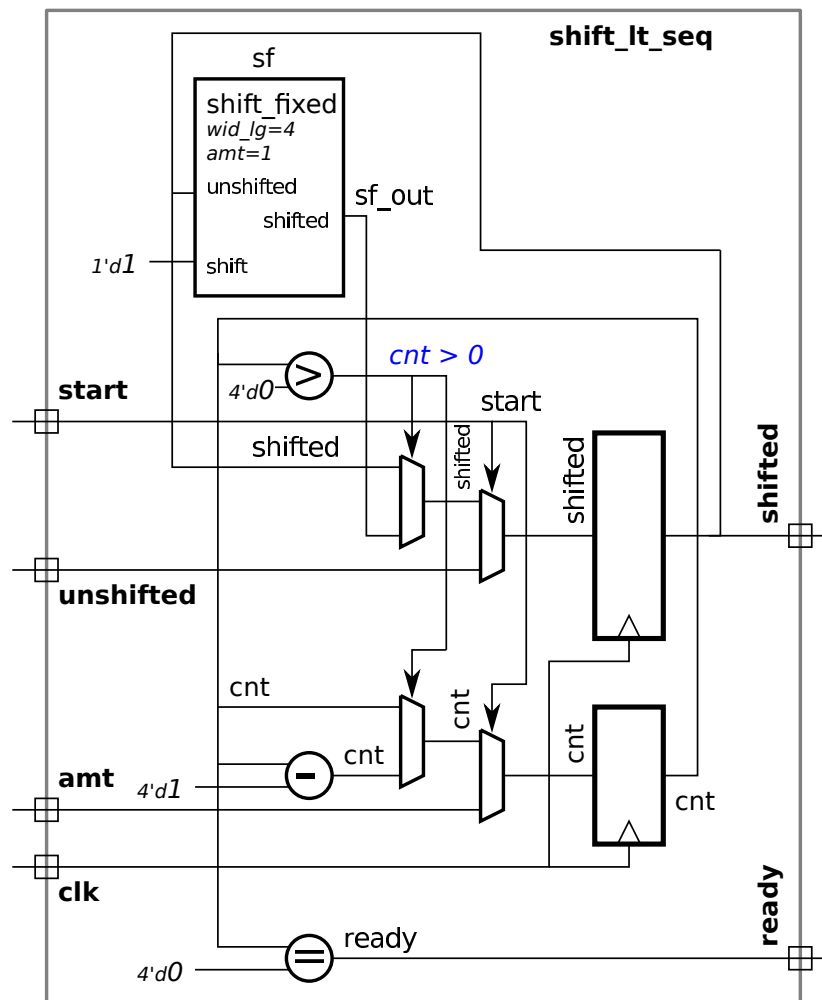 shift_lt_seq
sf
shift_fixed
wid_lg=4
amt=1
unshifted
sf_out
shifted
1'd1
shift
cnt > 0
>
4'd0
start
start
shifted
shifted
shifted
shifted
unshifted
cnt
cnt
cnt
cnt
-
amt
4'd1
cnt
clk
ready
ready
=
4'd0